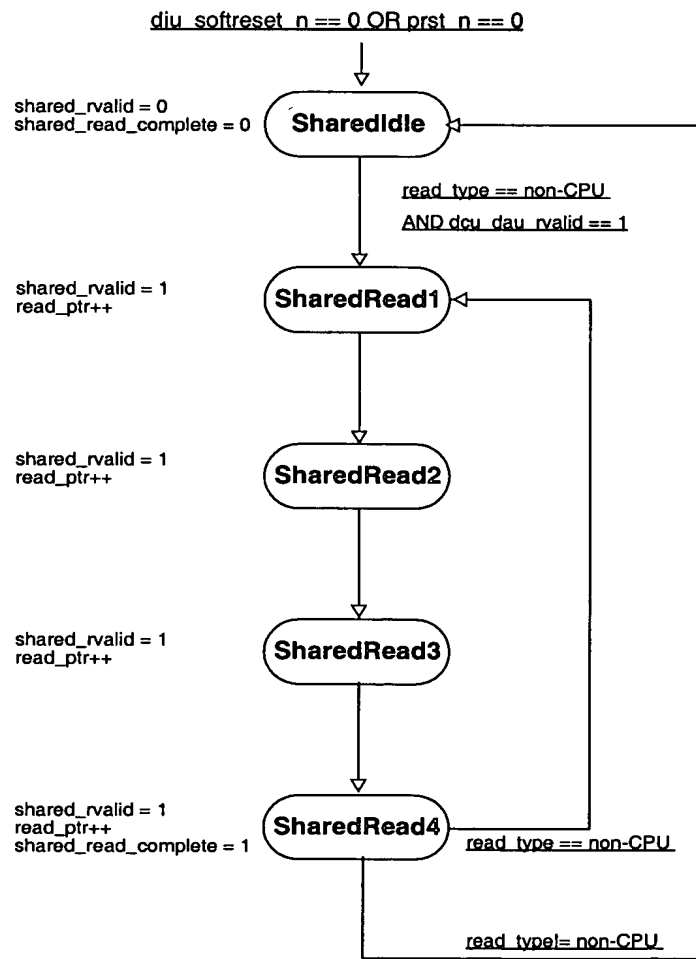 diu_softreset_n == 0 OR prst_n == 0
shared_rvalid = 0
shared_read_complete = 0
SharedIdle
read_type == non-CPU
AND dcu_dau_rvalid == 1
shared_rvalid = 1
read_ptr++
SharedRead1
shared_rvalid = 1
read_ptr++
SharedRead2
shared_rvalid = 1
read_ptr++
SharedRead3
shared_rvalid = 1
read_ptr++
shared_read_complete = 1
SharedRead4
read_type == non-CPU
read_type!= non-CPU